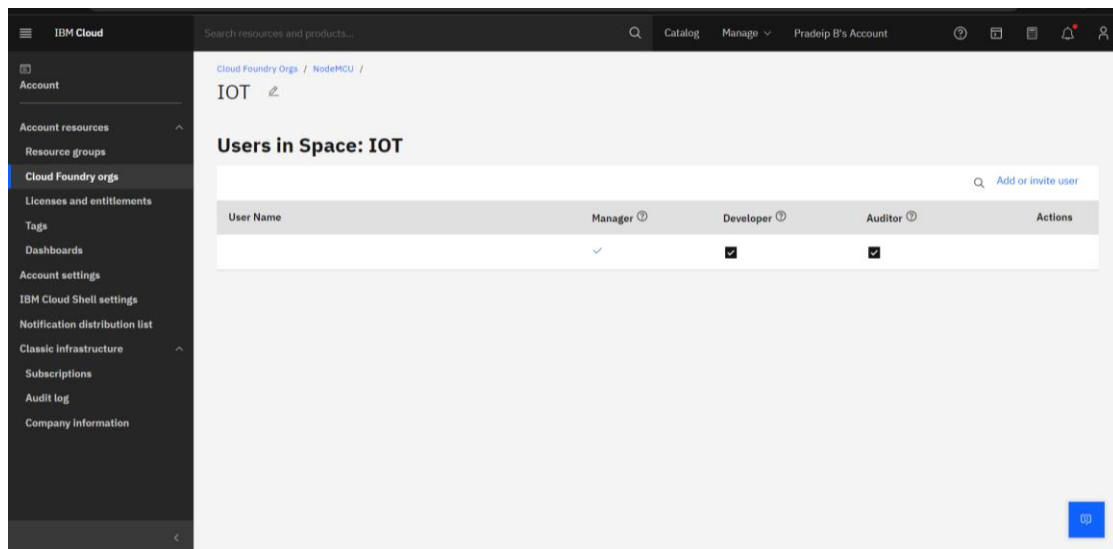 IBM Cloud
Search resources and products...
Catalog
Manage
Pradeip B's Account
Account
Account resources
Resource groups
Cloud Foundry orgs
Licenses and entitlements
Tags
Dashboards
Account settings
IBM Cloud Shell settings
Notification distribution list
Classic infrastructure
Subscriptions
Audit log
Company information
Cloud Foundry Orgs / NodeMCU /
IOT
Users in Space: IOT
Add or invite user
User Name Manager Developer Auditor Actions